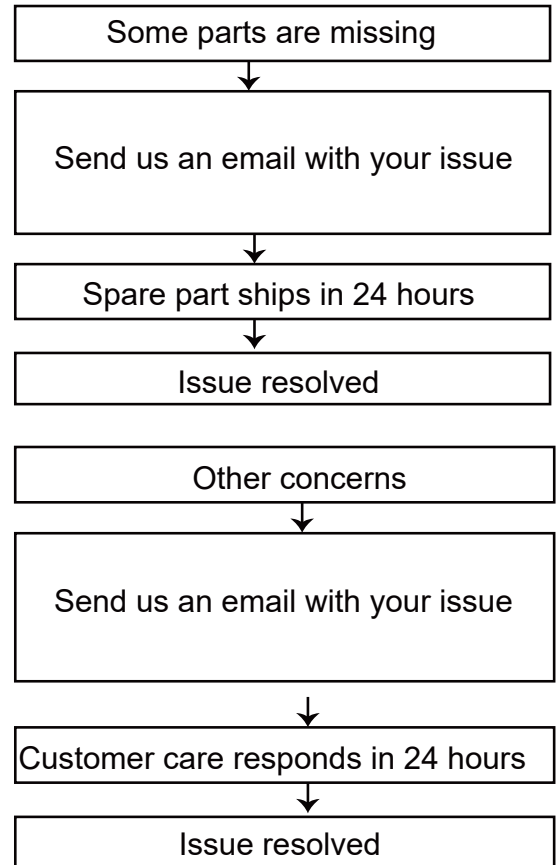 Some parts are missing
Send us an email with your issue
Spare part ships in 24 hours
Issue resolved
Other concerns
Send us an email with your issue
Customer care responds in 24 hours
Issue resolved